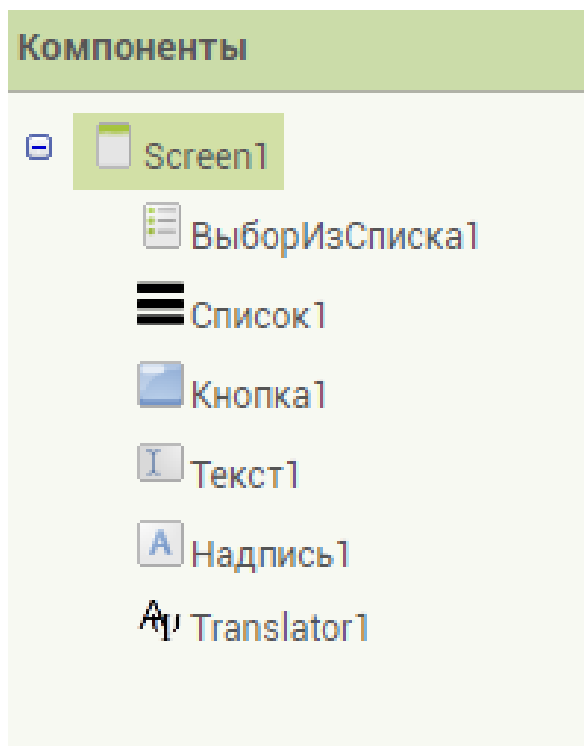 Компоненты
Screen1
ВыборИзСписка1
Список1
Кнопка1
Текст1
Надпись1
Translator1